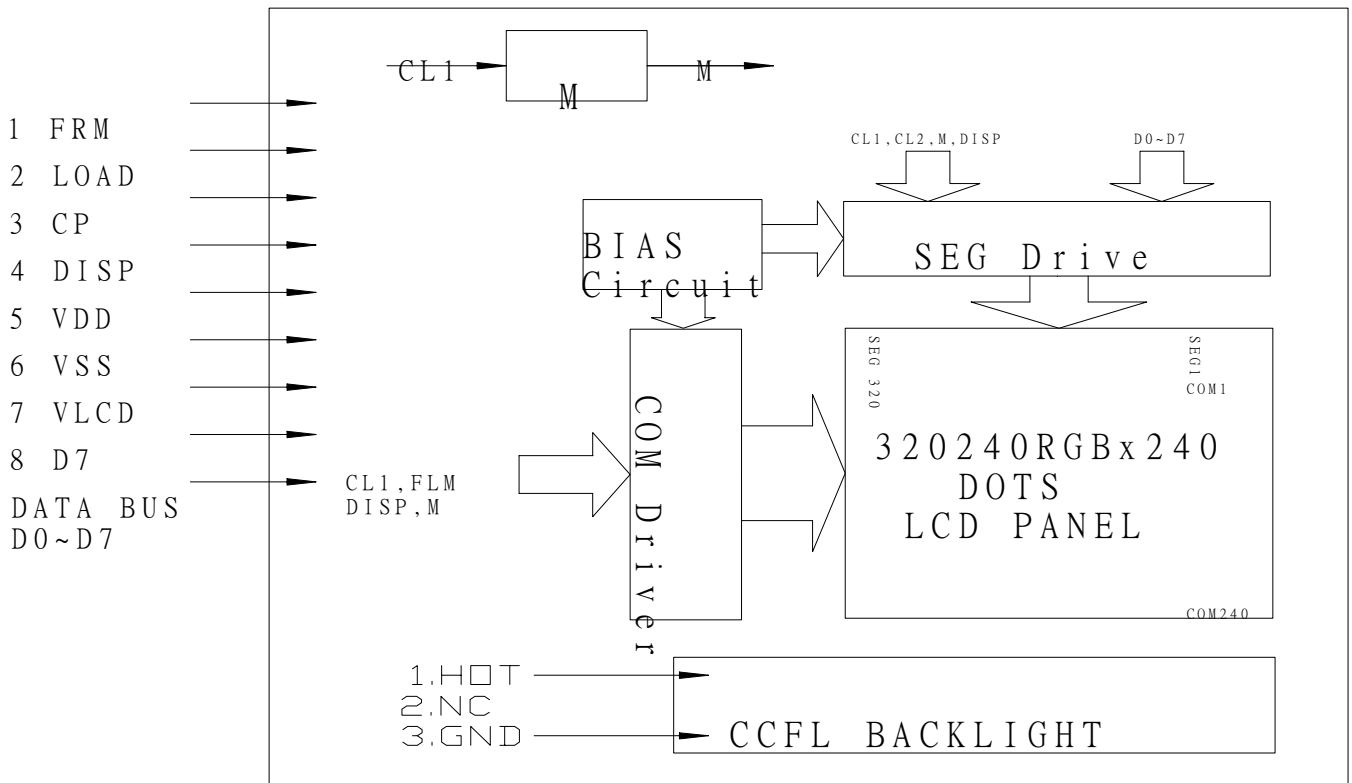 CL1
M
M
1 FRM
2 LOAD
3 CP
4 DISP
5 VDD
6 VSS
7 VLCD
8 D7
DATA BUS
D0~D7
CL1,CL2,M,DISP
D0~D7
BIAS
Circuit
SEG Drive
SEG 320
SEG1
COM1
COM Driver
320240RGBx240
DOTS
LCD PANEL
COM240
CL1,FLM
DISP,M
1.HOT
2.NC
3.GND
CCFL BACKLIGHT